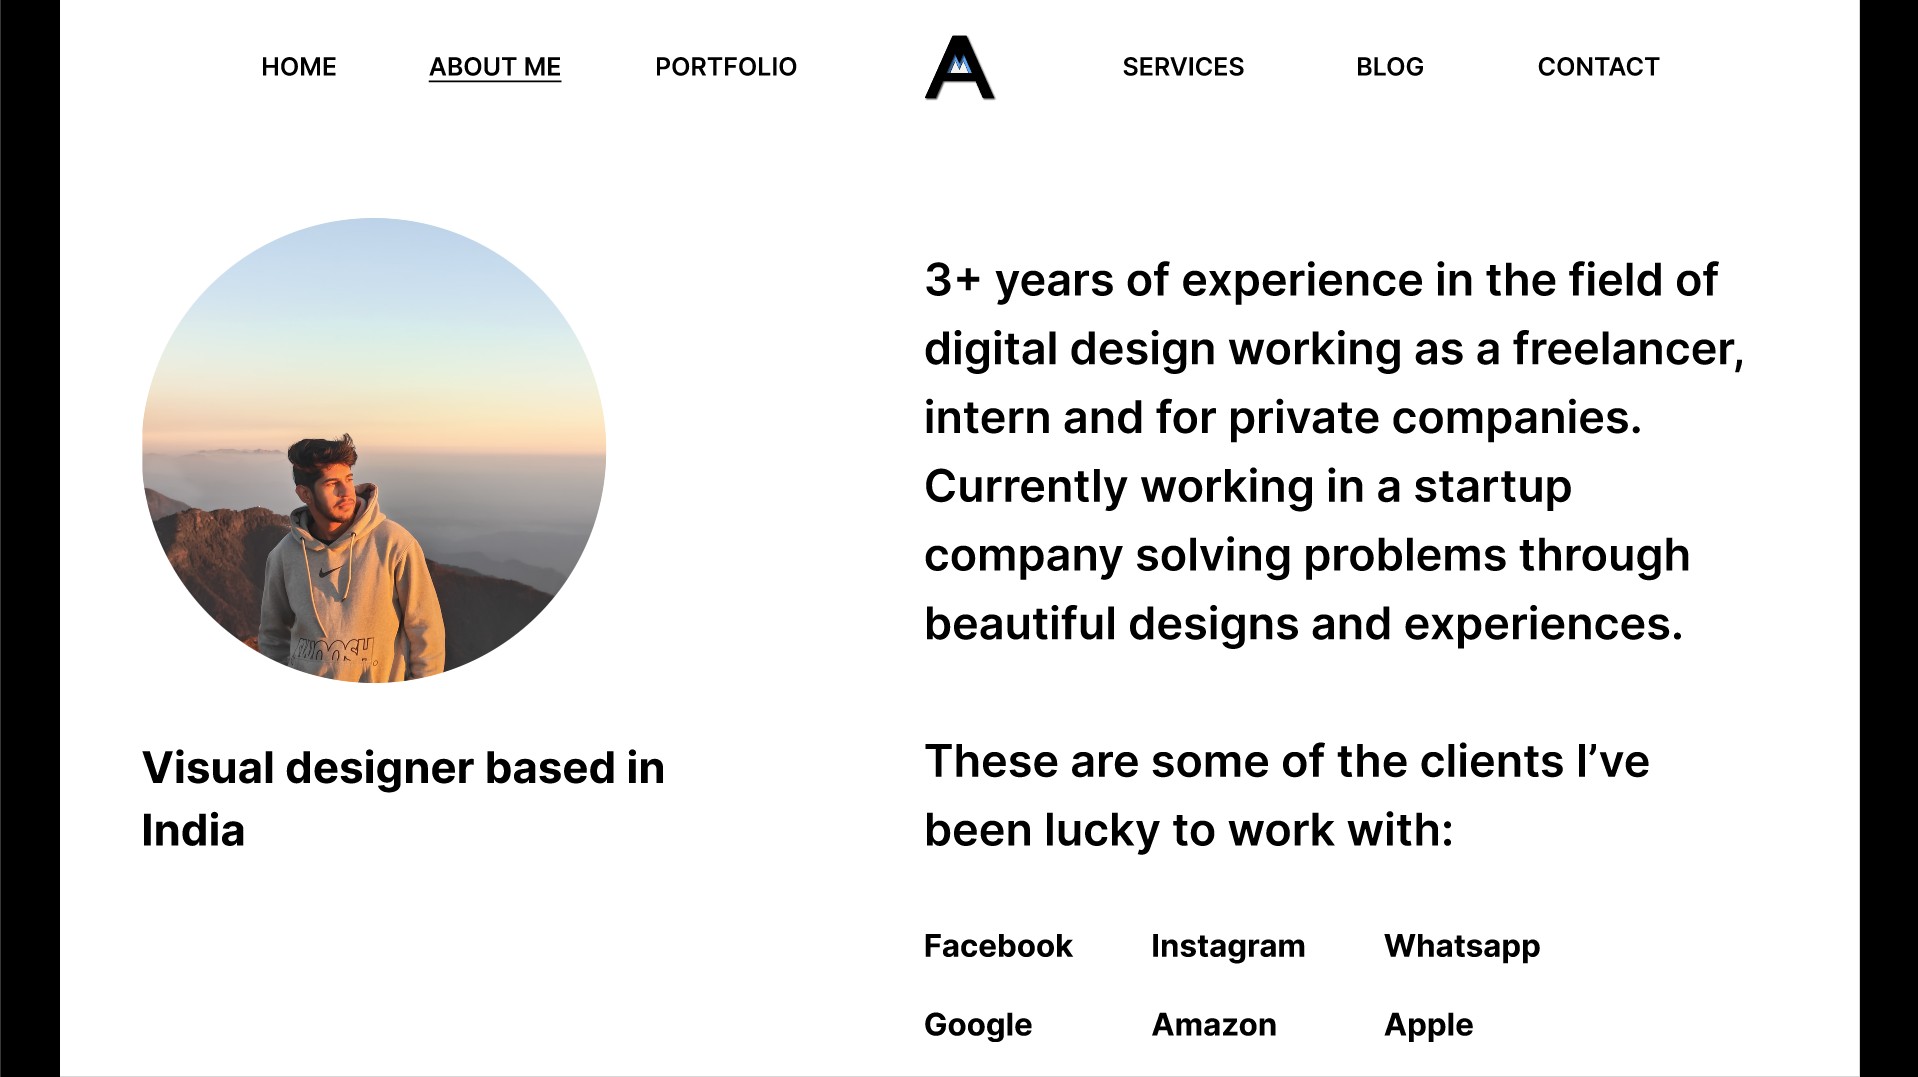 HOME ABOUT ME PORTFOLIO A SERVICES BLOG CONTACT
3+ years of experience in the field of
digital design working as a freelancer,
intern and for private companies.
Currently working in a startup
company solving problems through
beautiful designs and experiences.
Visual designer based in
India
These are some of the clients I’ve
been lucky to work with:
Facebook Instagram Whatsapp
Google Amazon Apple